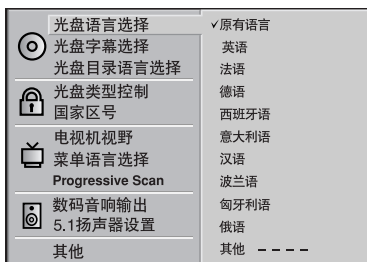 光盘语言选择
光盘字幕选择
光盘目录语言选择
光盘类型控制
国家区号
电视机视野
菜单语言选择
Progressive Scan
数码音响输出
5.1扬声器设置
其他
✓原有语言
英语
法语
德语
西班牙语
意大利语
汉语
波兰语
匈牙利语
俄语
其他 – – – –